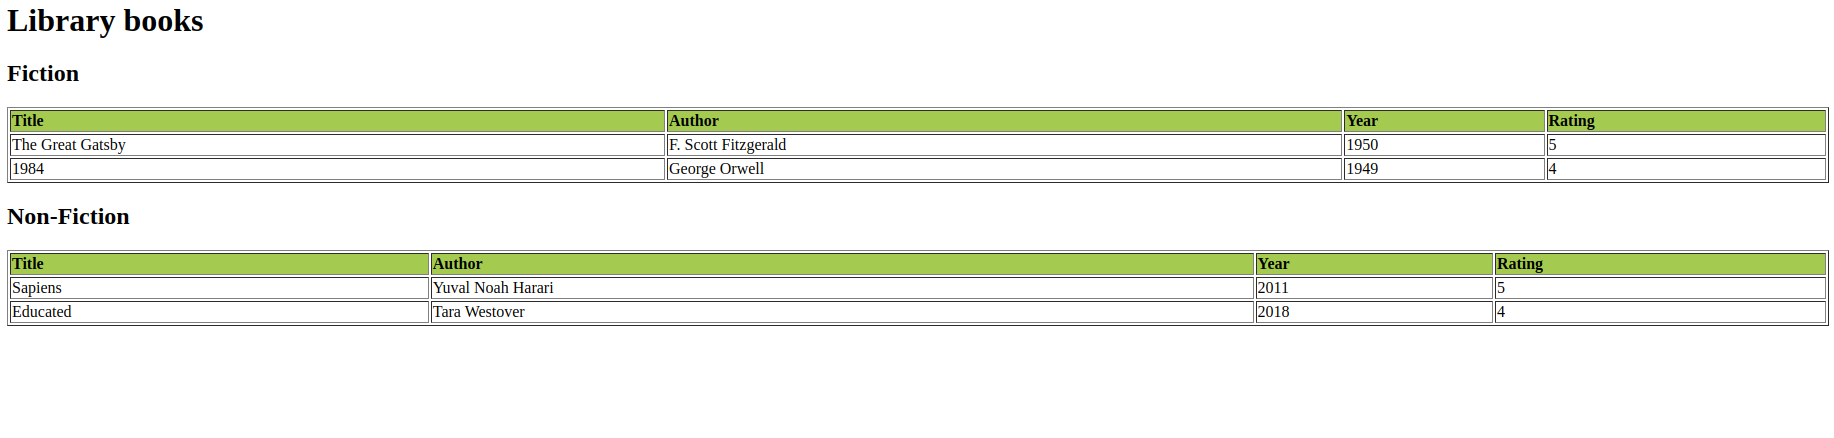 Library books
Fiction
Title Author Year Rating
The Great Gatsby F. Scott Fitzgerald 1950 5
1984 George Orwell 1949 4
Non-Fiction
Title Author Year Rating
Sapiens Yuval Noah Harari 2011 5
Educated Tara Westover 2018 4